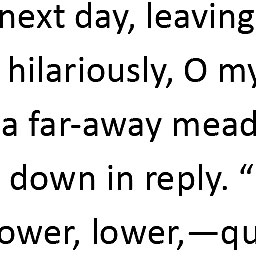 next day, leaving
hilariously, O my
a far-away mead
down in reply. “
ower, lower,—qu